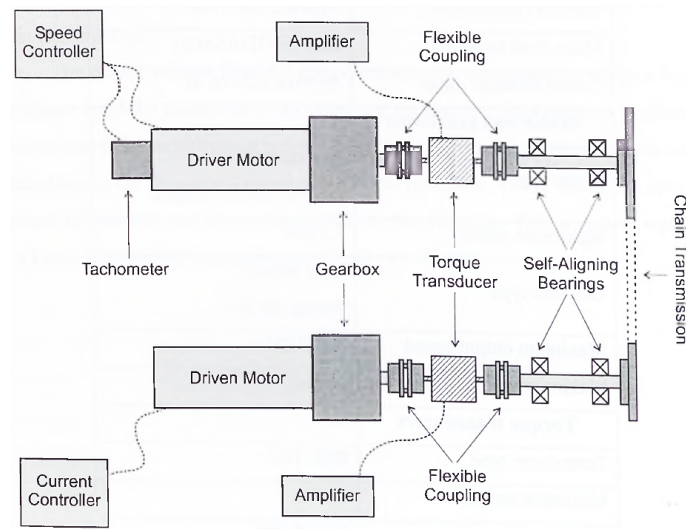 Speed
Controller
Amplifier
Flexible
Coupling
Driver Motor
Tachometer
Gearbox
Torque
Transducer
Self-Aligning
Bearings
Chain Transmission
Driven Motor
Current
Controller
Amplifier
Flexible
Coupling